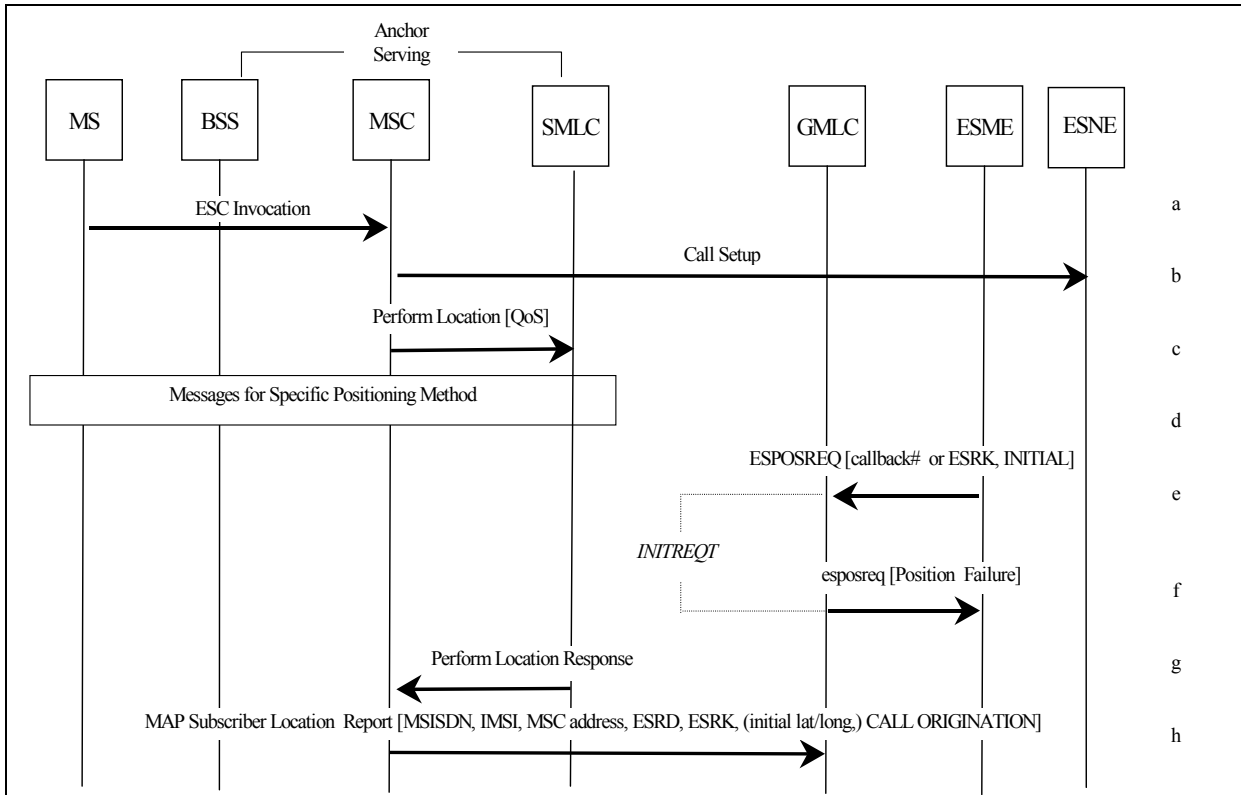 Anchor
Serving
MS BSS MSC SMLC GMLC ESME ESNE
ESC Invocation a
Call Setup b
Perform Location [QoS] c
Messages for Specific Positioning Method d
ESPOSREQ [callback# or ESRK, INITIAL]
e
INITREQT
esposreq [Position Failure] f
Perform Location Response g
MAP Subscriber Location Report [MSISDN, IMSI, MSC address, ESRD, ESRK, (initial lat/long,) CALL ORIGINATION] h